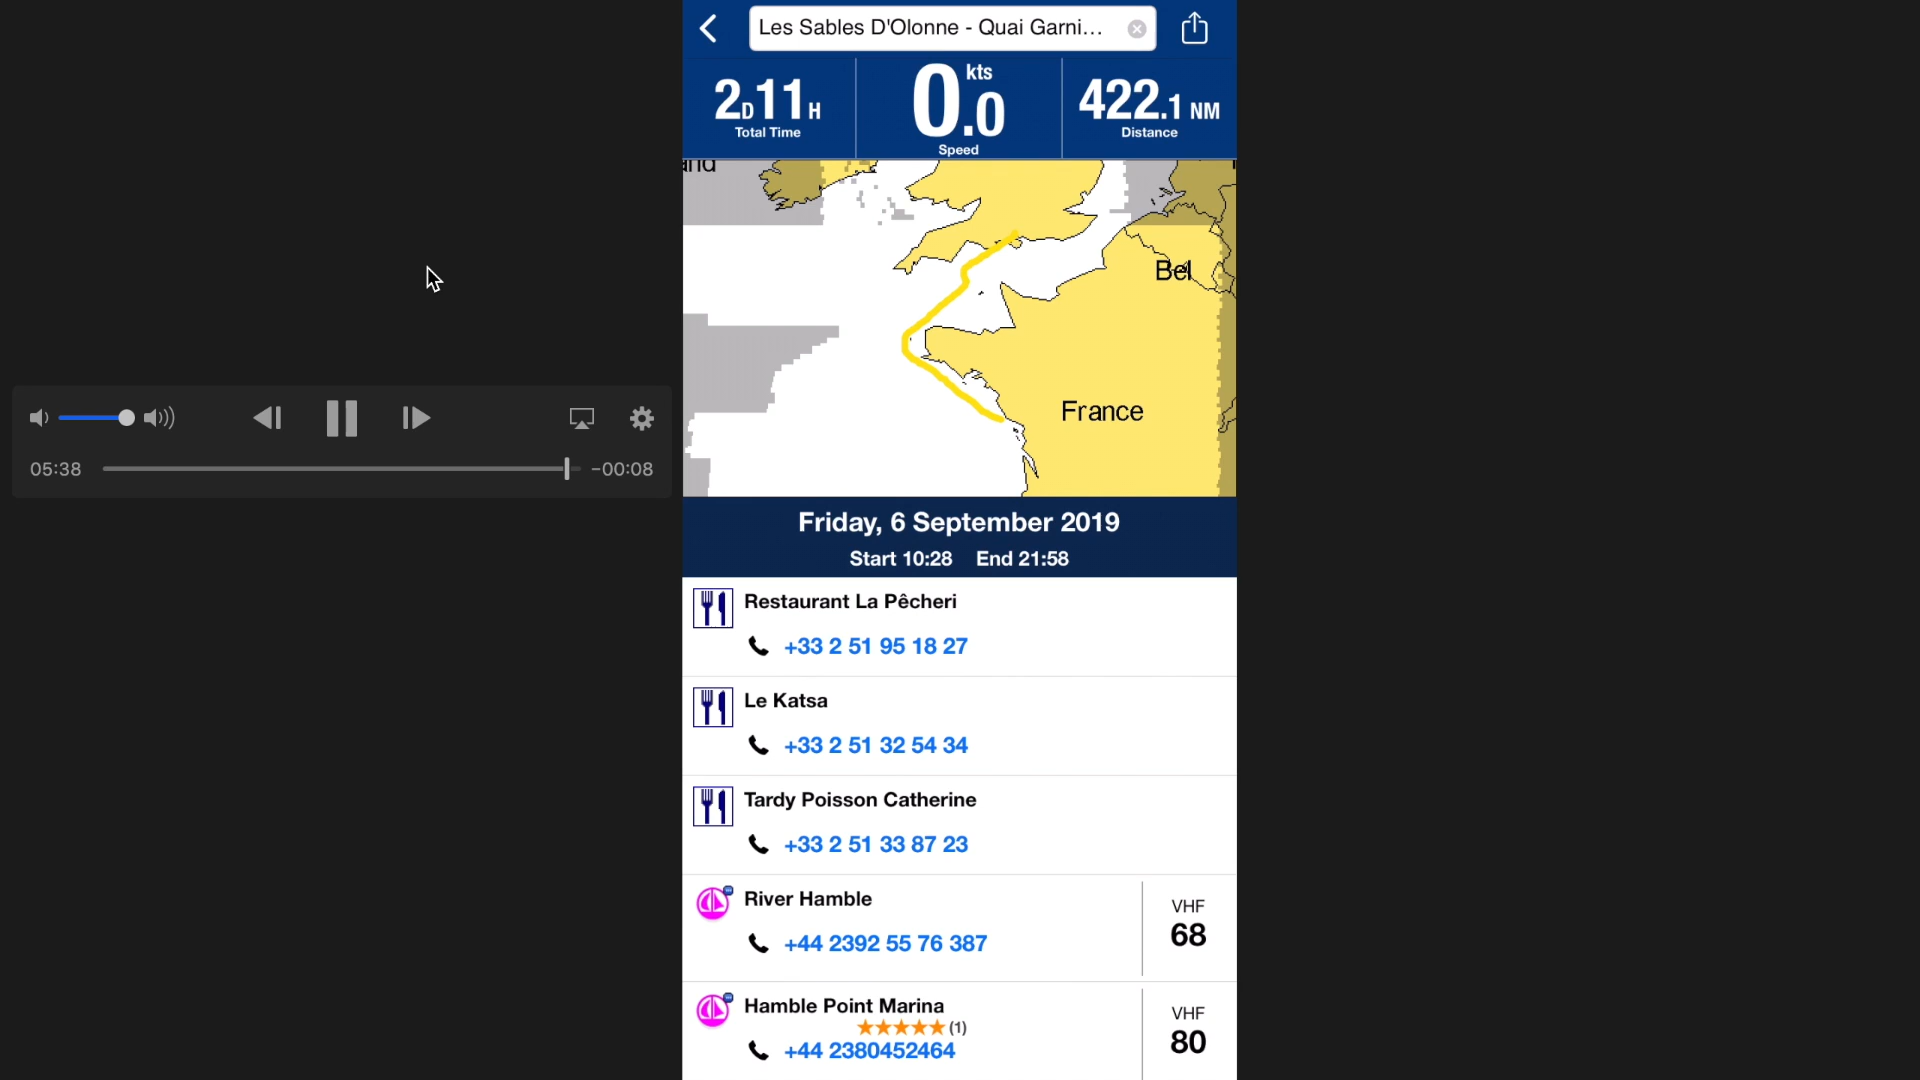 Les Sables D'Olonne - Quai Garni...
2D11H
Total Time
0.0 kts
Speed
422.1 NM
Distance
and
Bel
France
05:38
-00:08
Friday, 6 September 2019
Start 10:28 End 21:58
Restaurant La Pêcheri
+33 2 51 95 18 27
Le Katsa
+33 2 51 32 54 34
Tardy Poisson Catherine
+33 2 51 33 87 23
River Hamble
+44 2392 55 76 387
VHF
68
Hamble Point Marina
(1)
+44 2380452464
VHF
80